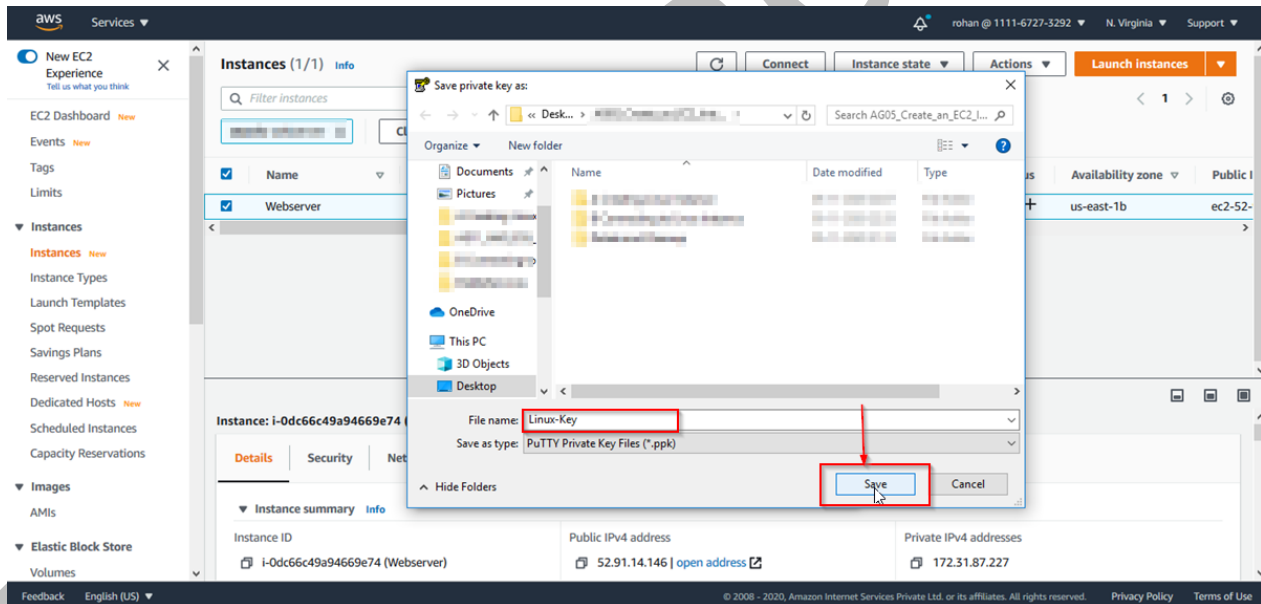 aws Services ▼ rohan @ 1111-6727-3292 ▼ N. Virginia ▼ Support ▼
New EC2
Experience
Tell us what you think
EC2 Dashboard New
Events New
Tags
Limits
▼ Instances
Instances New
Instance Types
Launch Templates
Spot Requests
Savings Plans
Reserved Instances
Dedicated Hosts New
Scheduled Instances
Capacity Reservations
▼ Images
AMIs
▼ Elastic Block Store
Volumes
Instances (1/1) Info
Connect Instance state ▼ Actions ▼ Launch instances ▼
Filter instances
< 1 >
Cl
Name
us Availability zone Public I
Webserver
us-east-1b ec2-52-
Save private key as:
« Desk... >
Search AG05_Create_an_EC2_I...
Organize ▼ New folder
Documents
Pictures
OneDrive
This PC
3D Objects
Desktop
Name Date modified Type
File name: Linux-Key
Save as type: PuTTY Private Key Files (*.ppk)
Hide Folders
Save Cancel
Instance: i-0dc66c49a94669e74 (
Details Security Net
▼ Instance summary Info
Instance ID Public IPv4 address Private IPv4 addresses
i-0dc66c49a94669e74 (Webserver) 52.91.14.146 | open address 172.31.87.227
Feedback English (US) ▼ © 2008 - 2020, Amazon Internet Services Private Ltd. or its affiliates. All rights reserved. Privacy Policy Terms of Use